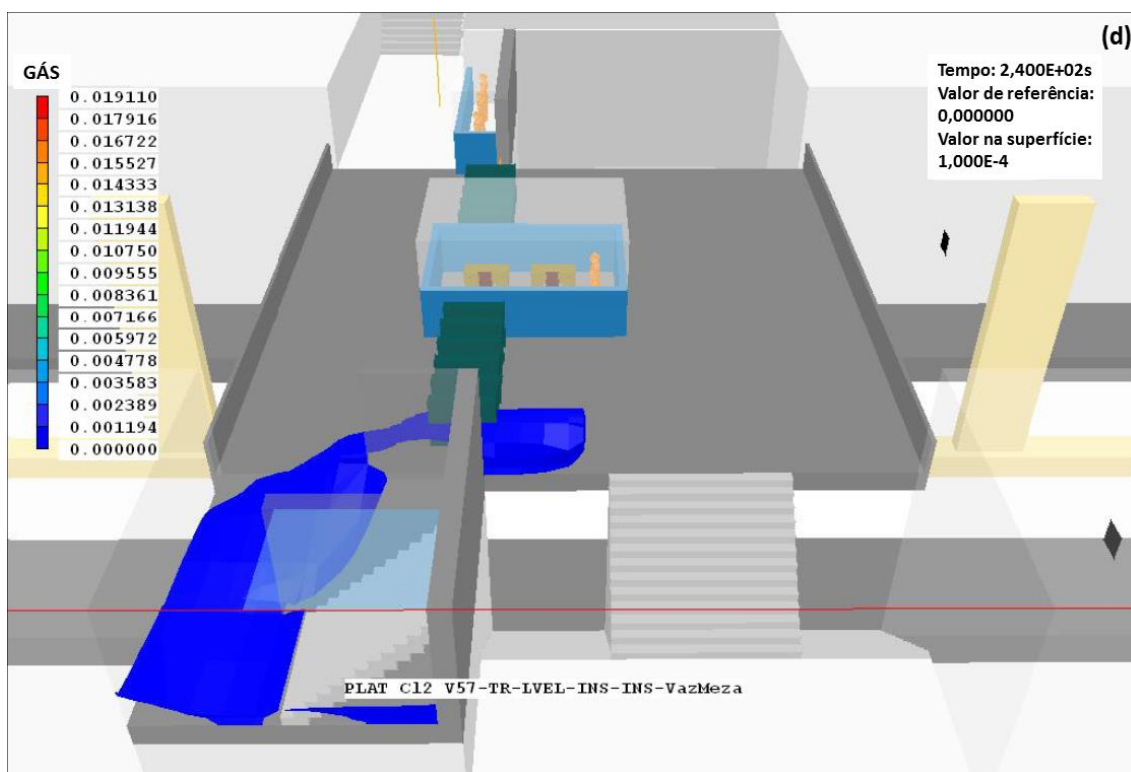 (d)
GÁS
0.019110
0.017916
0.016722
0.015527
0.014333
0.013138
0.011944
0.010750
0.009555
0.008361
0.007166
0.005972
0.004778
0.003583
0.002389
0.001194
0.000000
Tempo: 2,400E+02s
Valor de referência:
0,000000
Valor na superfície:
1,000E-4
PLAT Cl2 V57-TR-LVEL-INS-INS-VazMeza